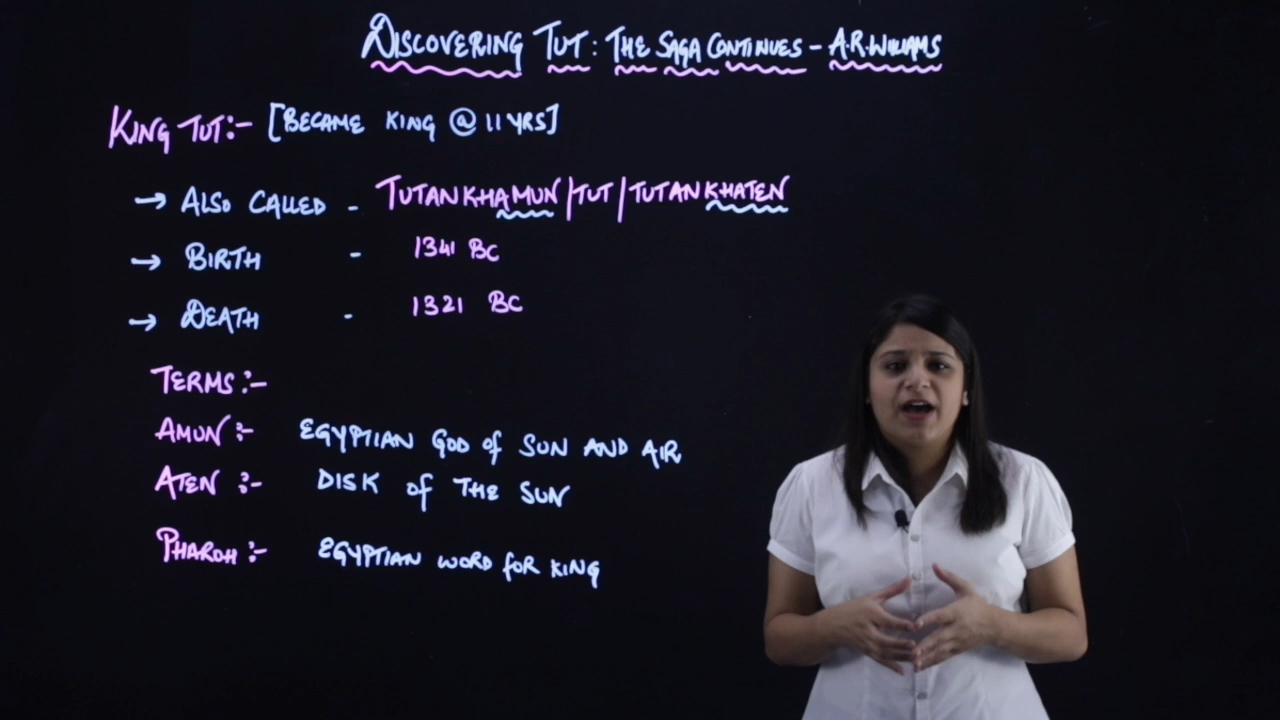 DISCOVERING TUT: THE SAGA CONTINUES - A.R. WILLIAMS
KING TUT:- [BECAME KING @ 11 YRS]
→ ALSO CALLED - TUTANKHAMUN/TUT/TUTANKHATEN
→ BIRTH - 1341 BC
→ DEATH - 1321 BC
TERMS:-
AMUN:- EGYPTIAN GOD of SUN AND AIR
ATEN:- DISK of THE SUN
PHAROH:- EGYPTIAN WORD for KING